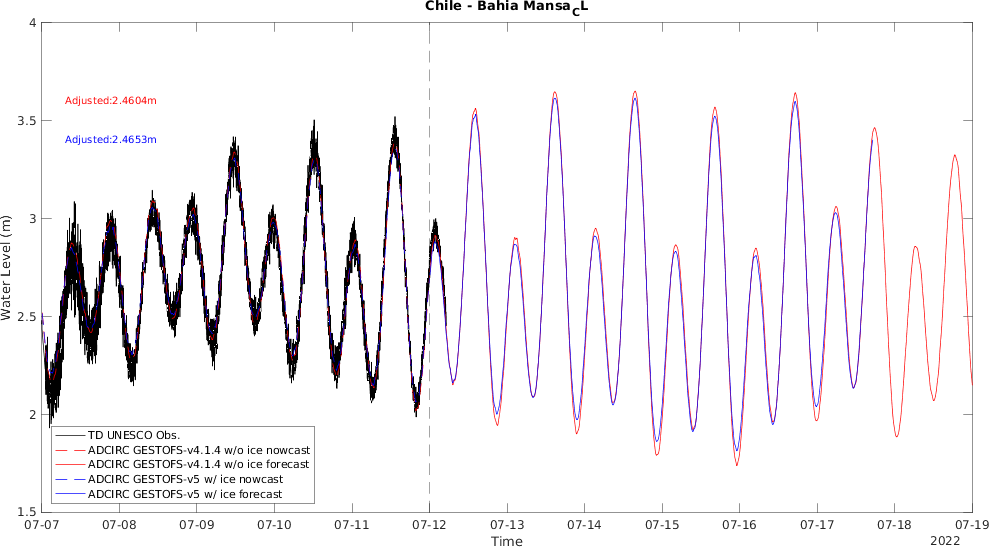 Chile - Bahia Mansa_CL
4
Adjusted:2.4604m
3.5
Adjusted:2.4653m
3
Water Level (m)
2.5
2
TD UNESCO Obs.
ADCIRC GESTOFS-v4.1.4 w/o ice nowcast
ADCIRC GESTOFS-v4.1.4 w/o ice forecast
ADCIRC GESTOFS-v5 w/ ice nowcast
ADCIRC GESTOFS-v5 w/ ice forecast
1.5
07-07 07-08 07-09 07-10 07-11 07-12 07-13 07-14 07-15 07-16 07-17 07-18 07-19
Time
2022